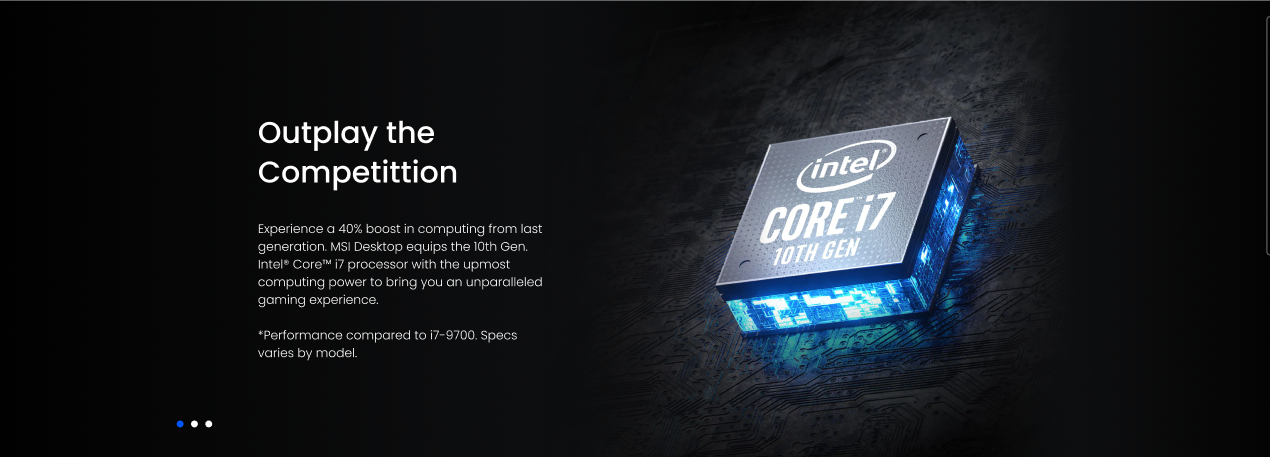 Outplay the
Competittion
Experience a 40% boost in computing from last
generation. MSI Desktop equips the 10th Gen.
Intel® Core™ i7 processor with the upmost
computing power to bring you an unparalleled
gaming experience.
*Performance compared to i7-9700. Specs
varies by model.
intel®
CORE™ i7
10TH GEN